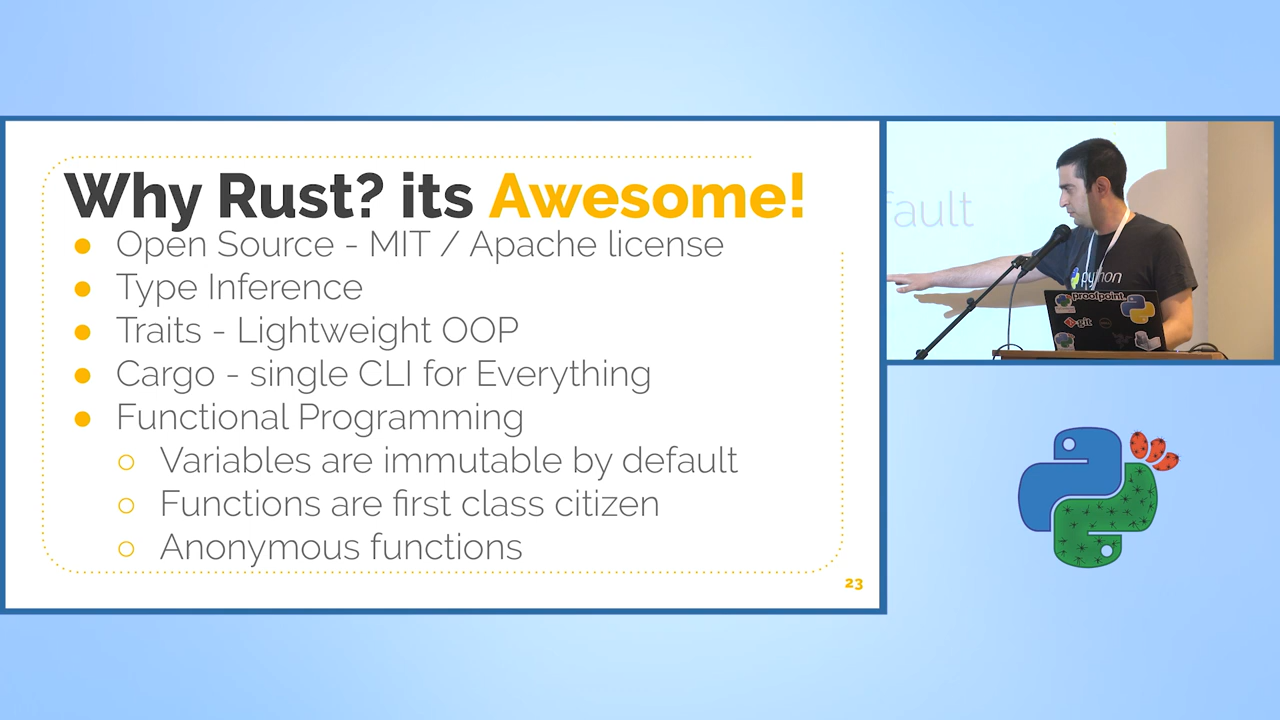 Why Rust? its Awesome!
● Open Source - MIT / Apache license
● Type Inference
● Traits - Lightweight OOP
● Cargo - single CLI for Everything
● Functional Programming
○ Variables are immutable by default
○ Functions are first class citizen
○ Anonymous functions
23
fault
python
proofpoint.
git